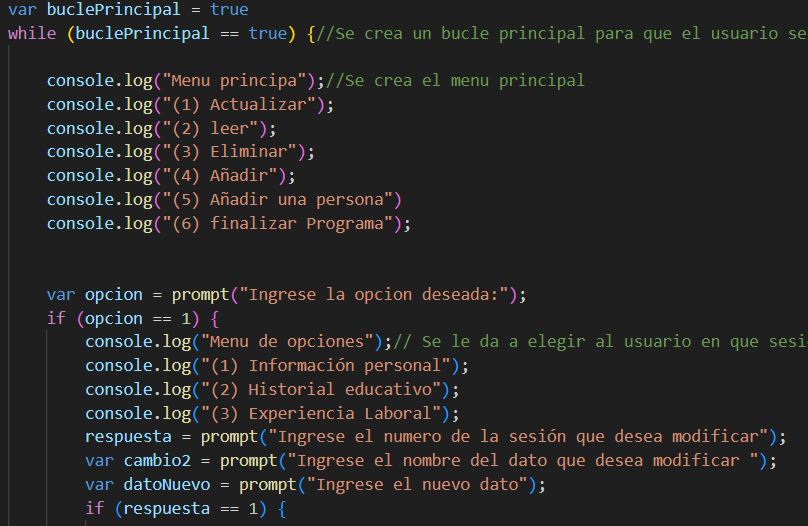 var buclePrincipal = true
while (buclePrincipal == true) {//Se crea un bucle principal para que el usuario se
console.log("Menu principa");//Se crea el menu principal
console.log("(1) Actualizar");
console.log("(2) leer");
console.log("(3) Eliminar");
console.log("(4) Añadir");
console.log("(5) Añadir una persona")
console.log("(6) finalizar Programa");
var opcion = prompt("Ingrese la opcion deseada:");
if (opcion == 1) {
console.log("Menu de opciones");// Se le da a elegir al usuario en que sesi
console.log("(1) Información personal");
console.log("(2) Historial educativo");
console.log("(3) Experiencia Laboral");
respuesta = prompt("Ingrese el numero de la sesión que desea modificar");
var cambio2 = prompt("Ingrese el nombre del dato que desea modificar ");
var datoNuevo = prompt("Ingrese el nuevo dato");
if (respuesta == 1) {